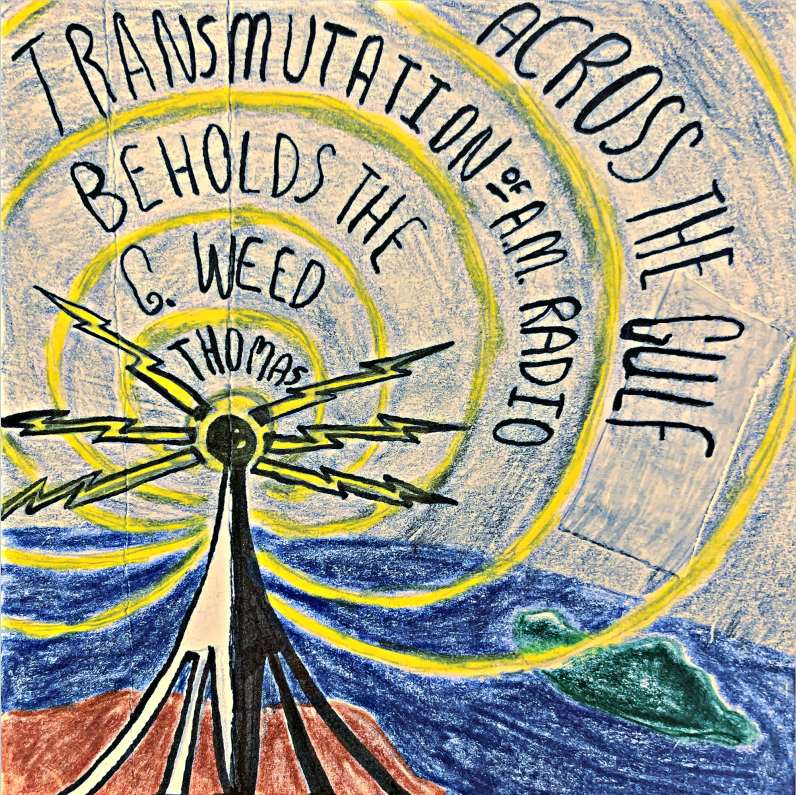 ACROSS THE GULF
TRANSMUTATION OF A.M. RADIO
BEHOLDS THE
G. WEED
THOMAS